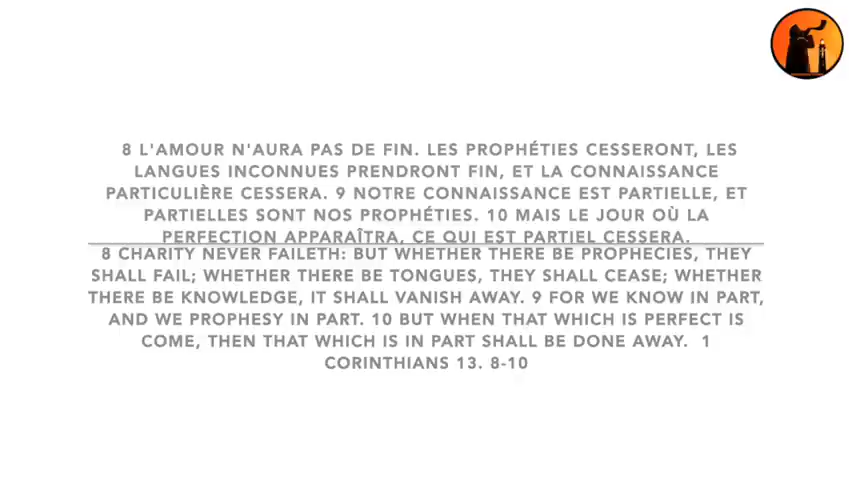 8 L'AMOUR N'AURA PAS DE FIN. LES PROPHÉTIES CESSERONT, LES
LANGUES INCONNUES PRENDRONT FIN, ET LA CONNAISSANCE
PARTICULIÈRE CESSERA. 9 NOTRE CONNAISSANCE EST PARTIELLE, ET
PARTIELLES SONT NOS PROPHÉTIES. 10 MAIS LE JOUR OÙ LA
PERFECTION APPARAÎTRA, CE QUI EST PARTIEL CESSERA.
8 CHARITY NEVER FAILETH: BUT WHETHER THERE BE PROPHECIES, THEY
SHALL FAIL; WHETHER THERE BE TONGUES, THEY SHALL CEASE; WHETHER
THERE BE KNOWLEDGE, IT SHALL VANISH AWAY. 9 FOR WE KNOW IN PART,
AND WE PROPHESY IN PART. 10 BUT WHEN THAT WHICH IS PERFECT IS
COME, THEN THAT WHICH IS IN PART SHALL BE DONE AWAY.  1
CORINTHIANS 13. 8-10